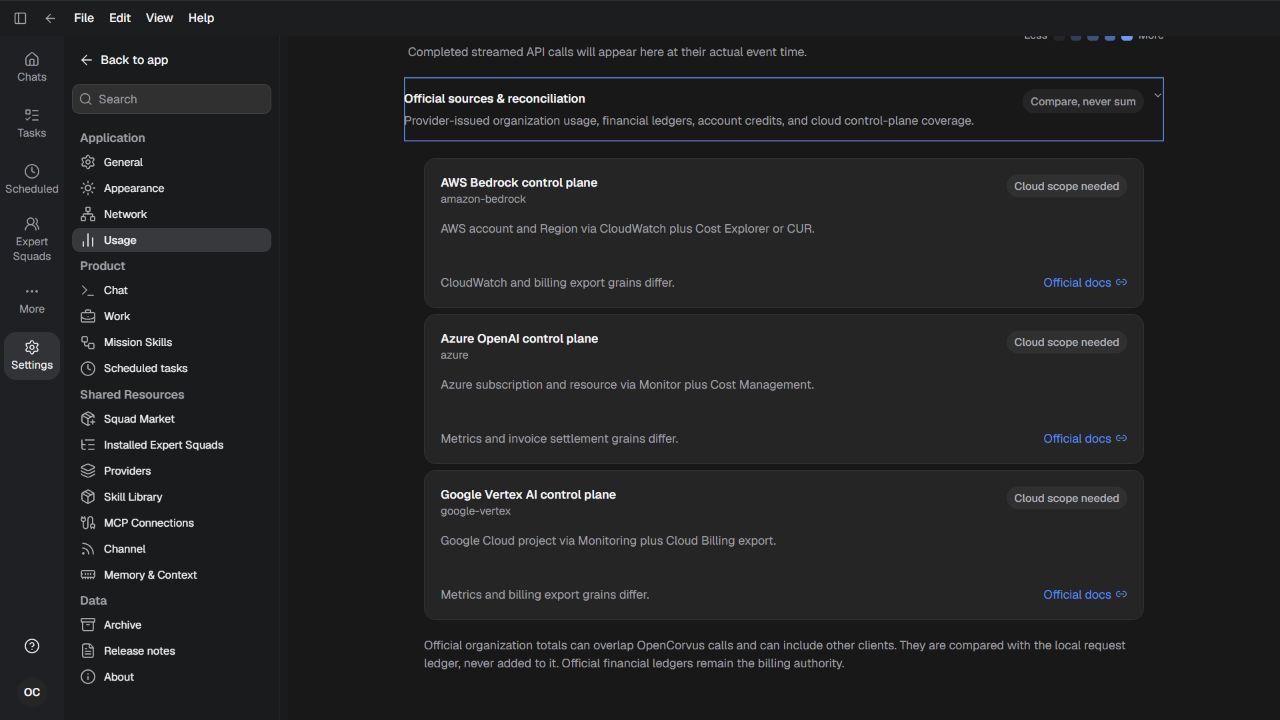 File Edit View Help
Chats
Tasks
Scheduled
Expert
Squads
More
Settings
OC
Back to app
Search
Application
General
Appearance
Network
Usage
Product
Chat
Work
Mission Skills
Scheduled tasks
Shared Resources
Squad Market
Installed Expert Squads
Providers
Skill Library
MCP Connections
Channel
Memory & Context
Data
Archive
Release notes
About
Less More
Completed streamed API calls will appear here at their actual event time.
Official sources & reconciliation
Compare, never sum
Provider-issued organization usage, financial ledgers, account credits, and cloud control-plane coverage.
AWS Bedrock control plane
Cloud scope needed
amazon-bedrock
AWS account and Region via CloudWatch plus Cost Explorer or CUR.
CloudWatch and billing export grains differ.
Official docs
Azure OpenAI control plane
Cloud scope needed
azure
Azure subscription and resource via Monitor plus Cost Management.
Metrics and invoice settlement grains differ.
Official docs
Google Vertex AI control plane
Cloud scope needed
google-vertex
Google Cloud project via Monitoring plus Cloud Billing export.
Metrics and billing export grains differ.
Official docs
Official organization totals can overlap OpenCorvus calls and can include other clients. They are compared with the local request
ledger, never added to it. Official financial ledgers remain the billing authority.